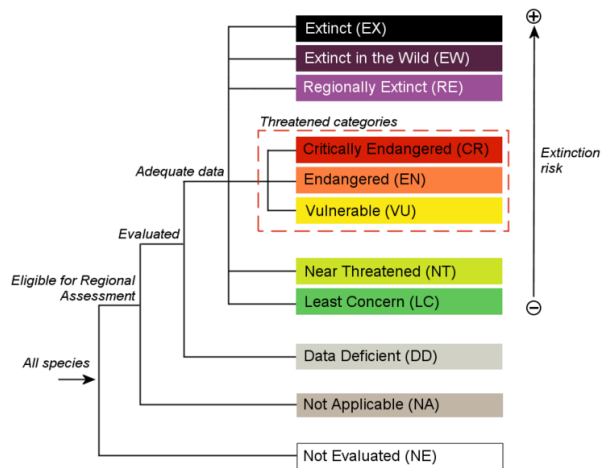 Extinct (EX)
Extinct in the Wild (EW)
Regionally Extinct (RE)
Threatened categories
Critically Endangered (CR)
Endangered (EN)
Vulnerable (VU)
Adequate data
Extinction
risk
Evaluated
Near Threatened (NT)
Least Concern (LC)
Eligible for Regional
Assessment
Data Deficient (DD)
All species
Not Applicable (NA)
Not Evaluated (NE)